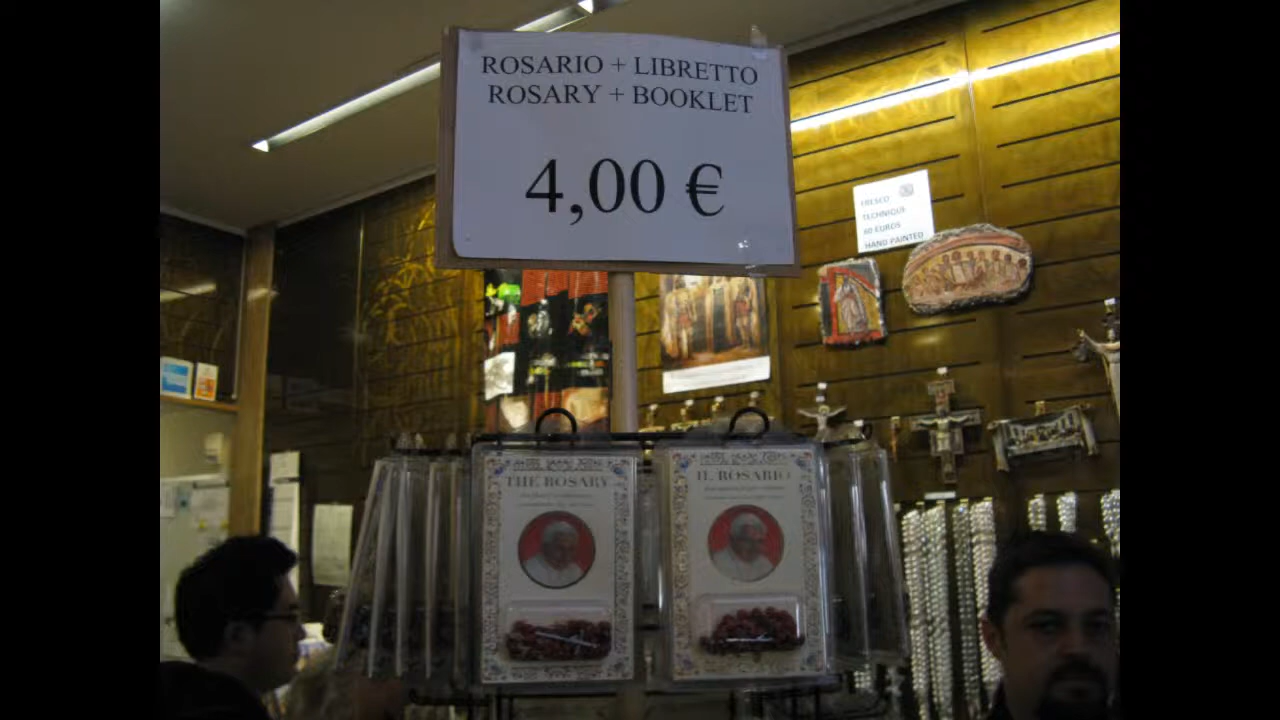 ROSARIO + LIBRETTO
ROSARY + BOOKLET
4,00 €
FRESCO
TECHNIQUE
60 EUROS
HAND PAINTED
THE ROSARY
IL ROSARIO